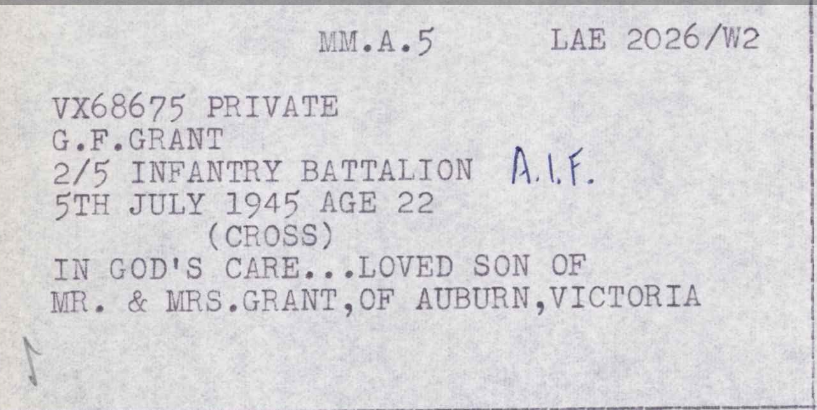 MM.A.5 LAE 2026/W2
VX68675 PRIVATE
G.F.GRANT
2/5 INFANTRY BATTALION A.I.F.
5TH JULY 1945 AGE 22
(CROSS)
IN GOD'S CARE...LOVED SON OF
MR. & MRS.GRANT,OF AUBURN,VICTORIA